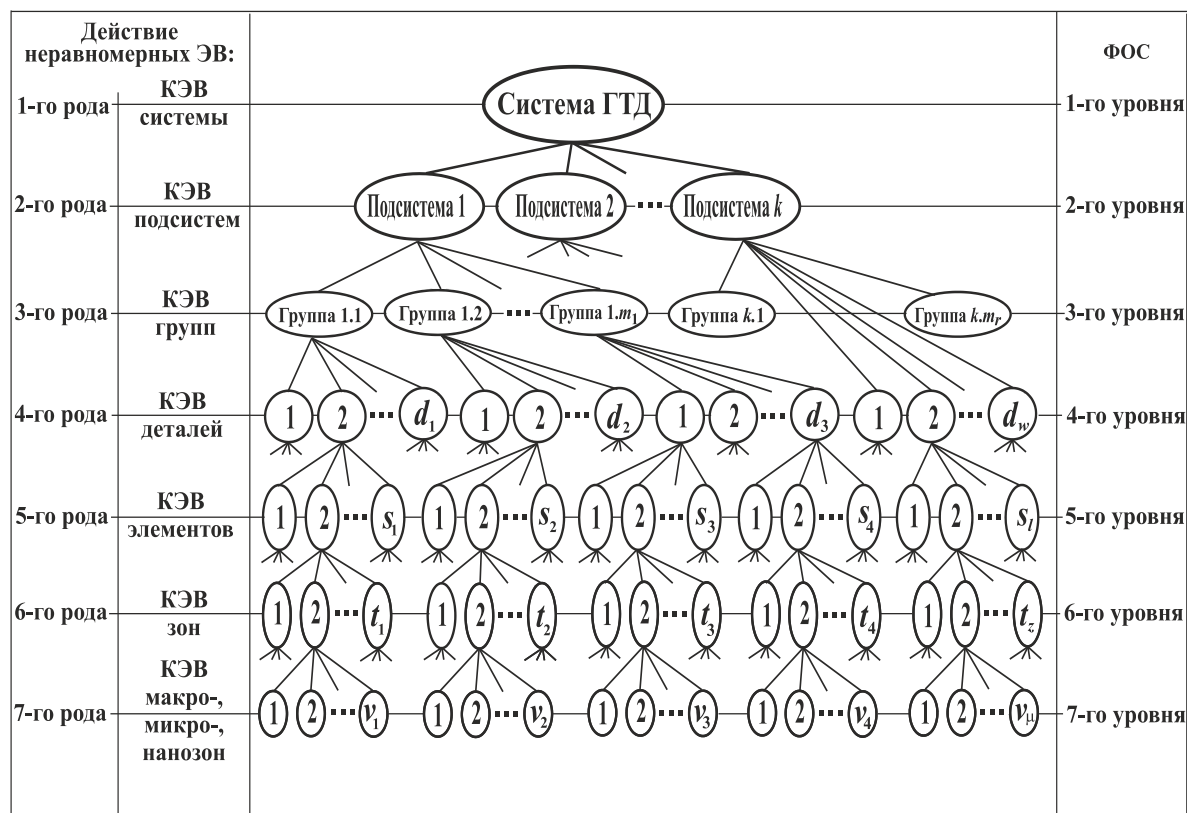 Действие
неравномерных ЭВ:
ФОС
1-го рода
КЭВ
системы
Система ГТД
1-го уровня
2-го рода
КЭВ
подсистем
Подсистема 1 Подсистема 2 ... Подсистема k
2-го уровня
3-го рода
КЭВ
групп
Группа 1.1 Группа 1.2 ... Группа 1.m₁ Группа k.1 Группа k.mᵣ
3-го уровня
4-го рода
КЭВ
деталей
1 2 ... d₁ 1 2 ... d₂ 1 2 ... d₃ 1 2 ... d_w
4-го уровня
5-го рода
КЭВ
элементов
1 2 ... s₁ 1 2 ... s₂ 1 2 ... s₃ 1 2 ... s₄ 1 2 ... s_l
5-го уровня
6-го рода
КЭВ
зон
1 2 ... t₁ 1 2 ... t₂ 1 2 ... t₃ 1 2 ... t₄ 1 2 ... t_z
6-го уровня
7-го рода
КЭВ
макро-,
микро-,
нанозон
1 2 ... v₁ 1 2 ... v₂ 1 2 ... v₃ 1 2 ... v₄ 1 2 ... v_μ
7-го уровня